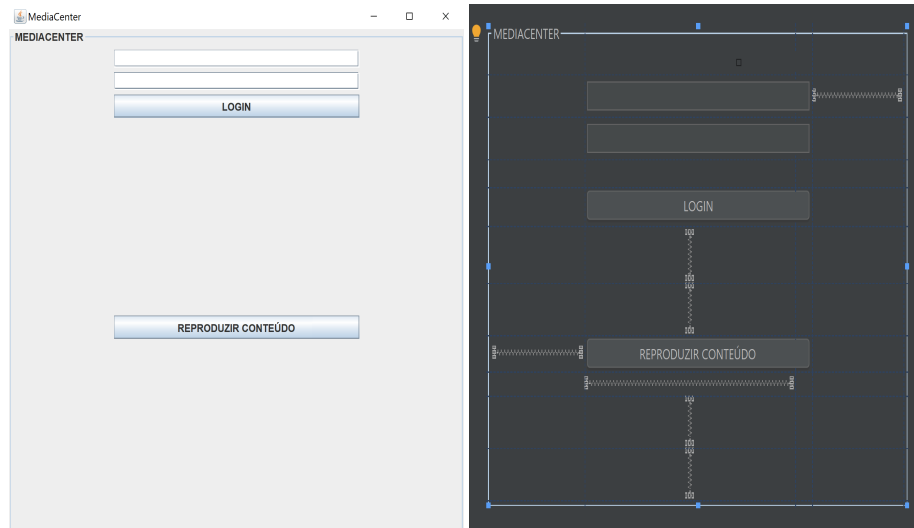 MediaCenter
MEDIACENTER
LOGIN
REPRODUZIR CONTEÚDO
MEDIACENTER
LOGIN
REPRODUZIR CONTEÚDO